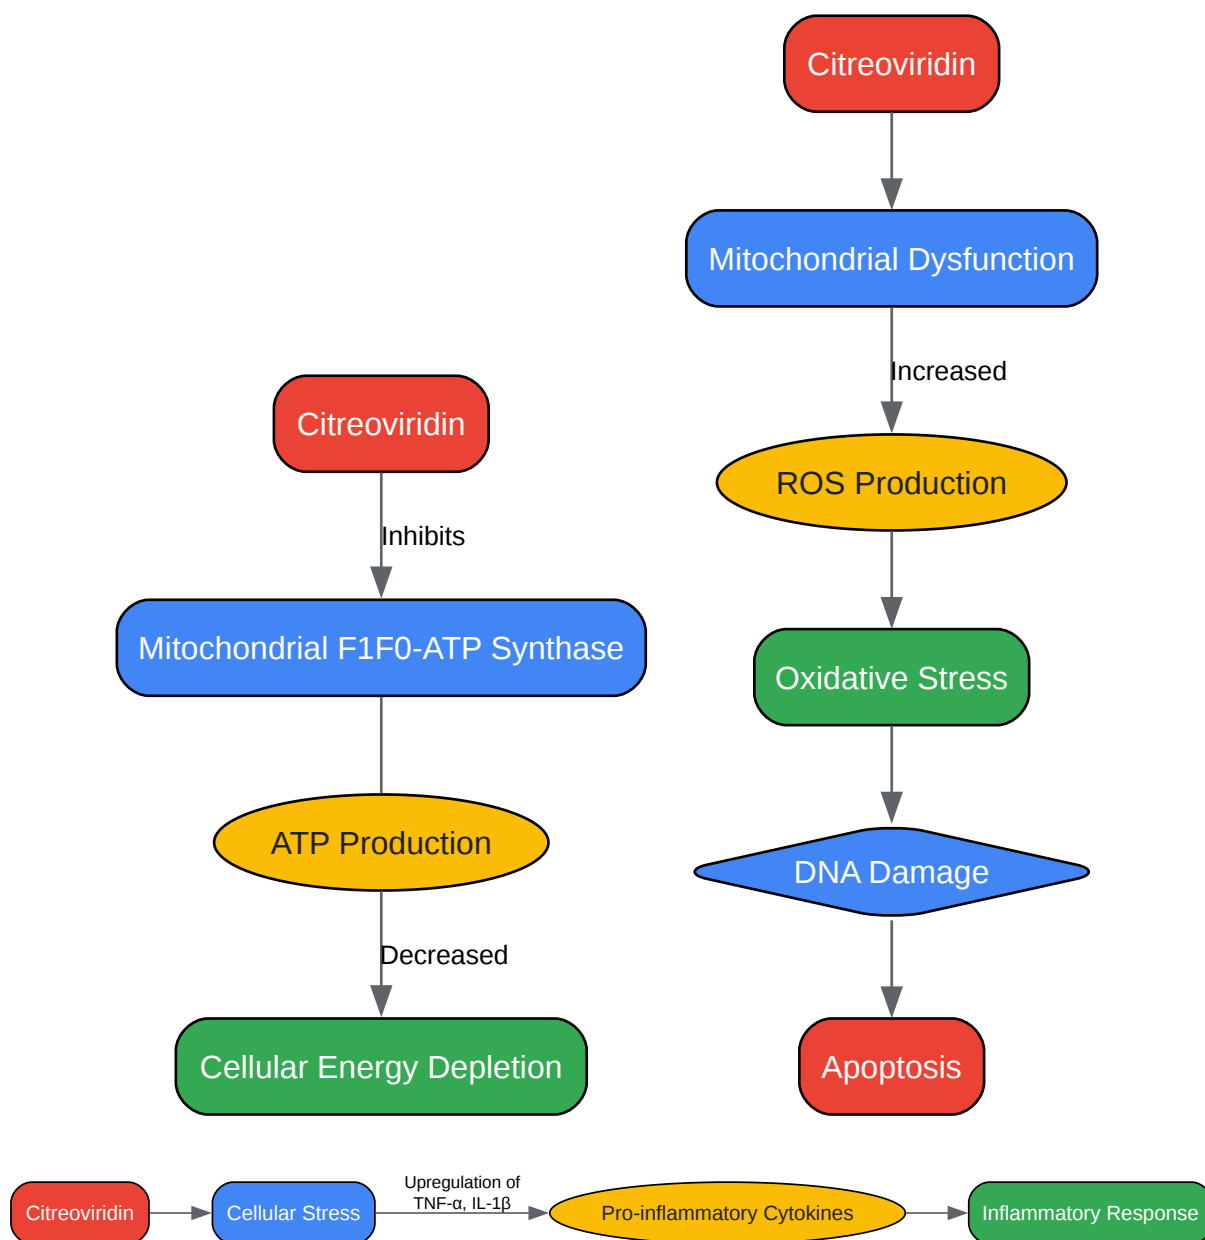 Citreoviridin
Inhibits
Mitochondrial F1F0-ATP Synthase
ATP Production
Decreased
Cellular Energy Depletion
Citreoviridin
Mitochondrial Dysfunction
Increased
ROS Production
Oxidative Stress
DNA Damage
Apoptosis
Citreoviridin
Cellular Stress
Upregulation of
TNF-α, IL-1β
Pro-inflammatory Cytokines
Inflammatory Response